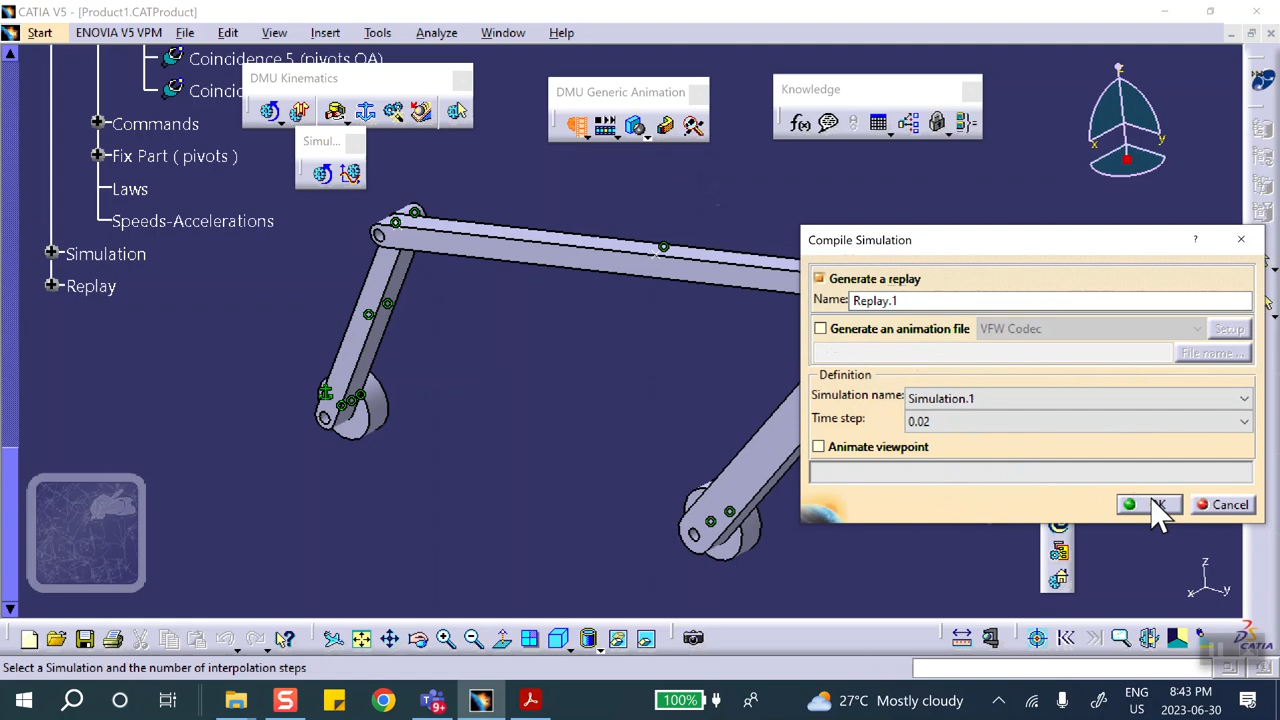 CATIA V5 - [Product1.CATProduct]
Start
ENOVIA V5 VPM
File
Edit
View
Insert
Tools
Analyze
Window
Help
Coincidence 5 (pivots OA)
Coincid
Commands
Fix Part ( pivots )
Laws
Speeds-Accelerations
Simulation
Replay
DMU Kinematics
Simul...
DMU Generic Animation
Knowledge
f(x)
z
x
y
Compile Simulation
?
Generate a replay
Name: Replay.1
Generate an animation file
VFW Codec
Setup
File name ...
Definition
Simulation name: Simulation.1
Time step: 0.02
Animate viewpoint
Cancel
z
x
y
Select a Simulation and the number of interpolation steps
CATIA
S
9+
100%
27°C Mostly cloudy
ENG
US
8:43 PM
2023-06-30